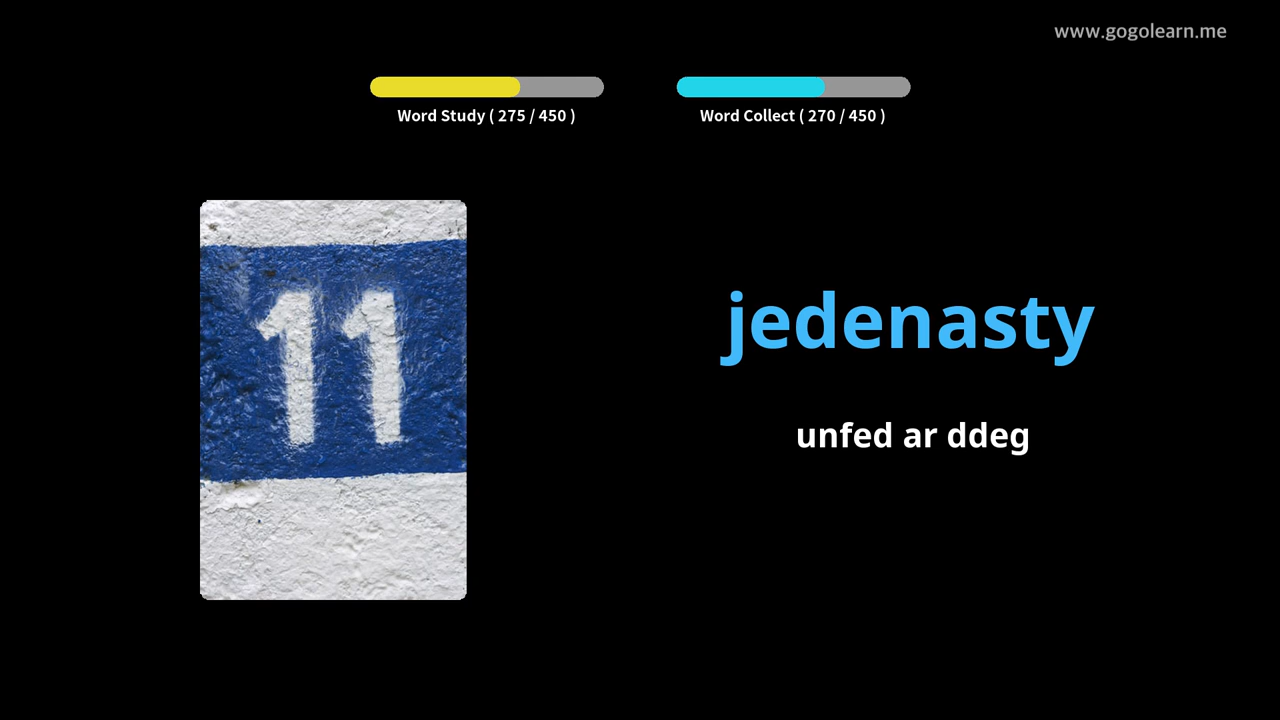 www.gogolearn.me
Word Study ( 275 / 450 )
Word Collect ( 270 / 450 )
11
jedenasty
unfed ar ddeg